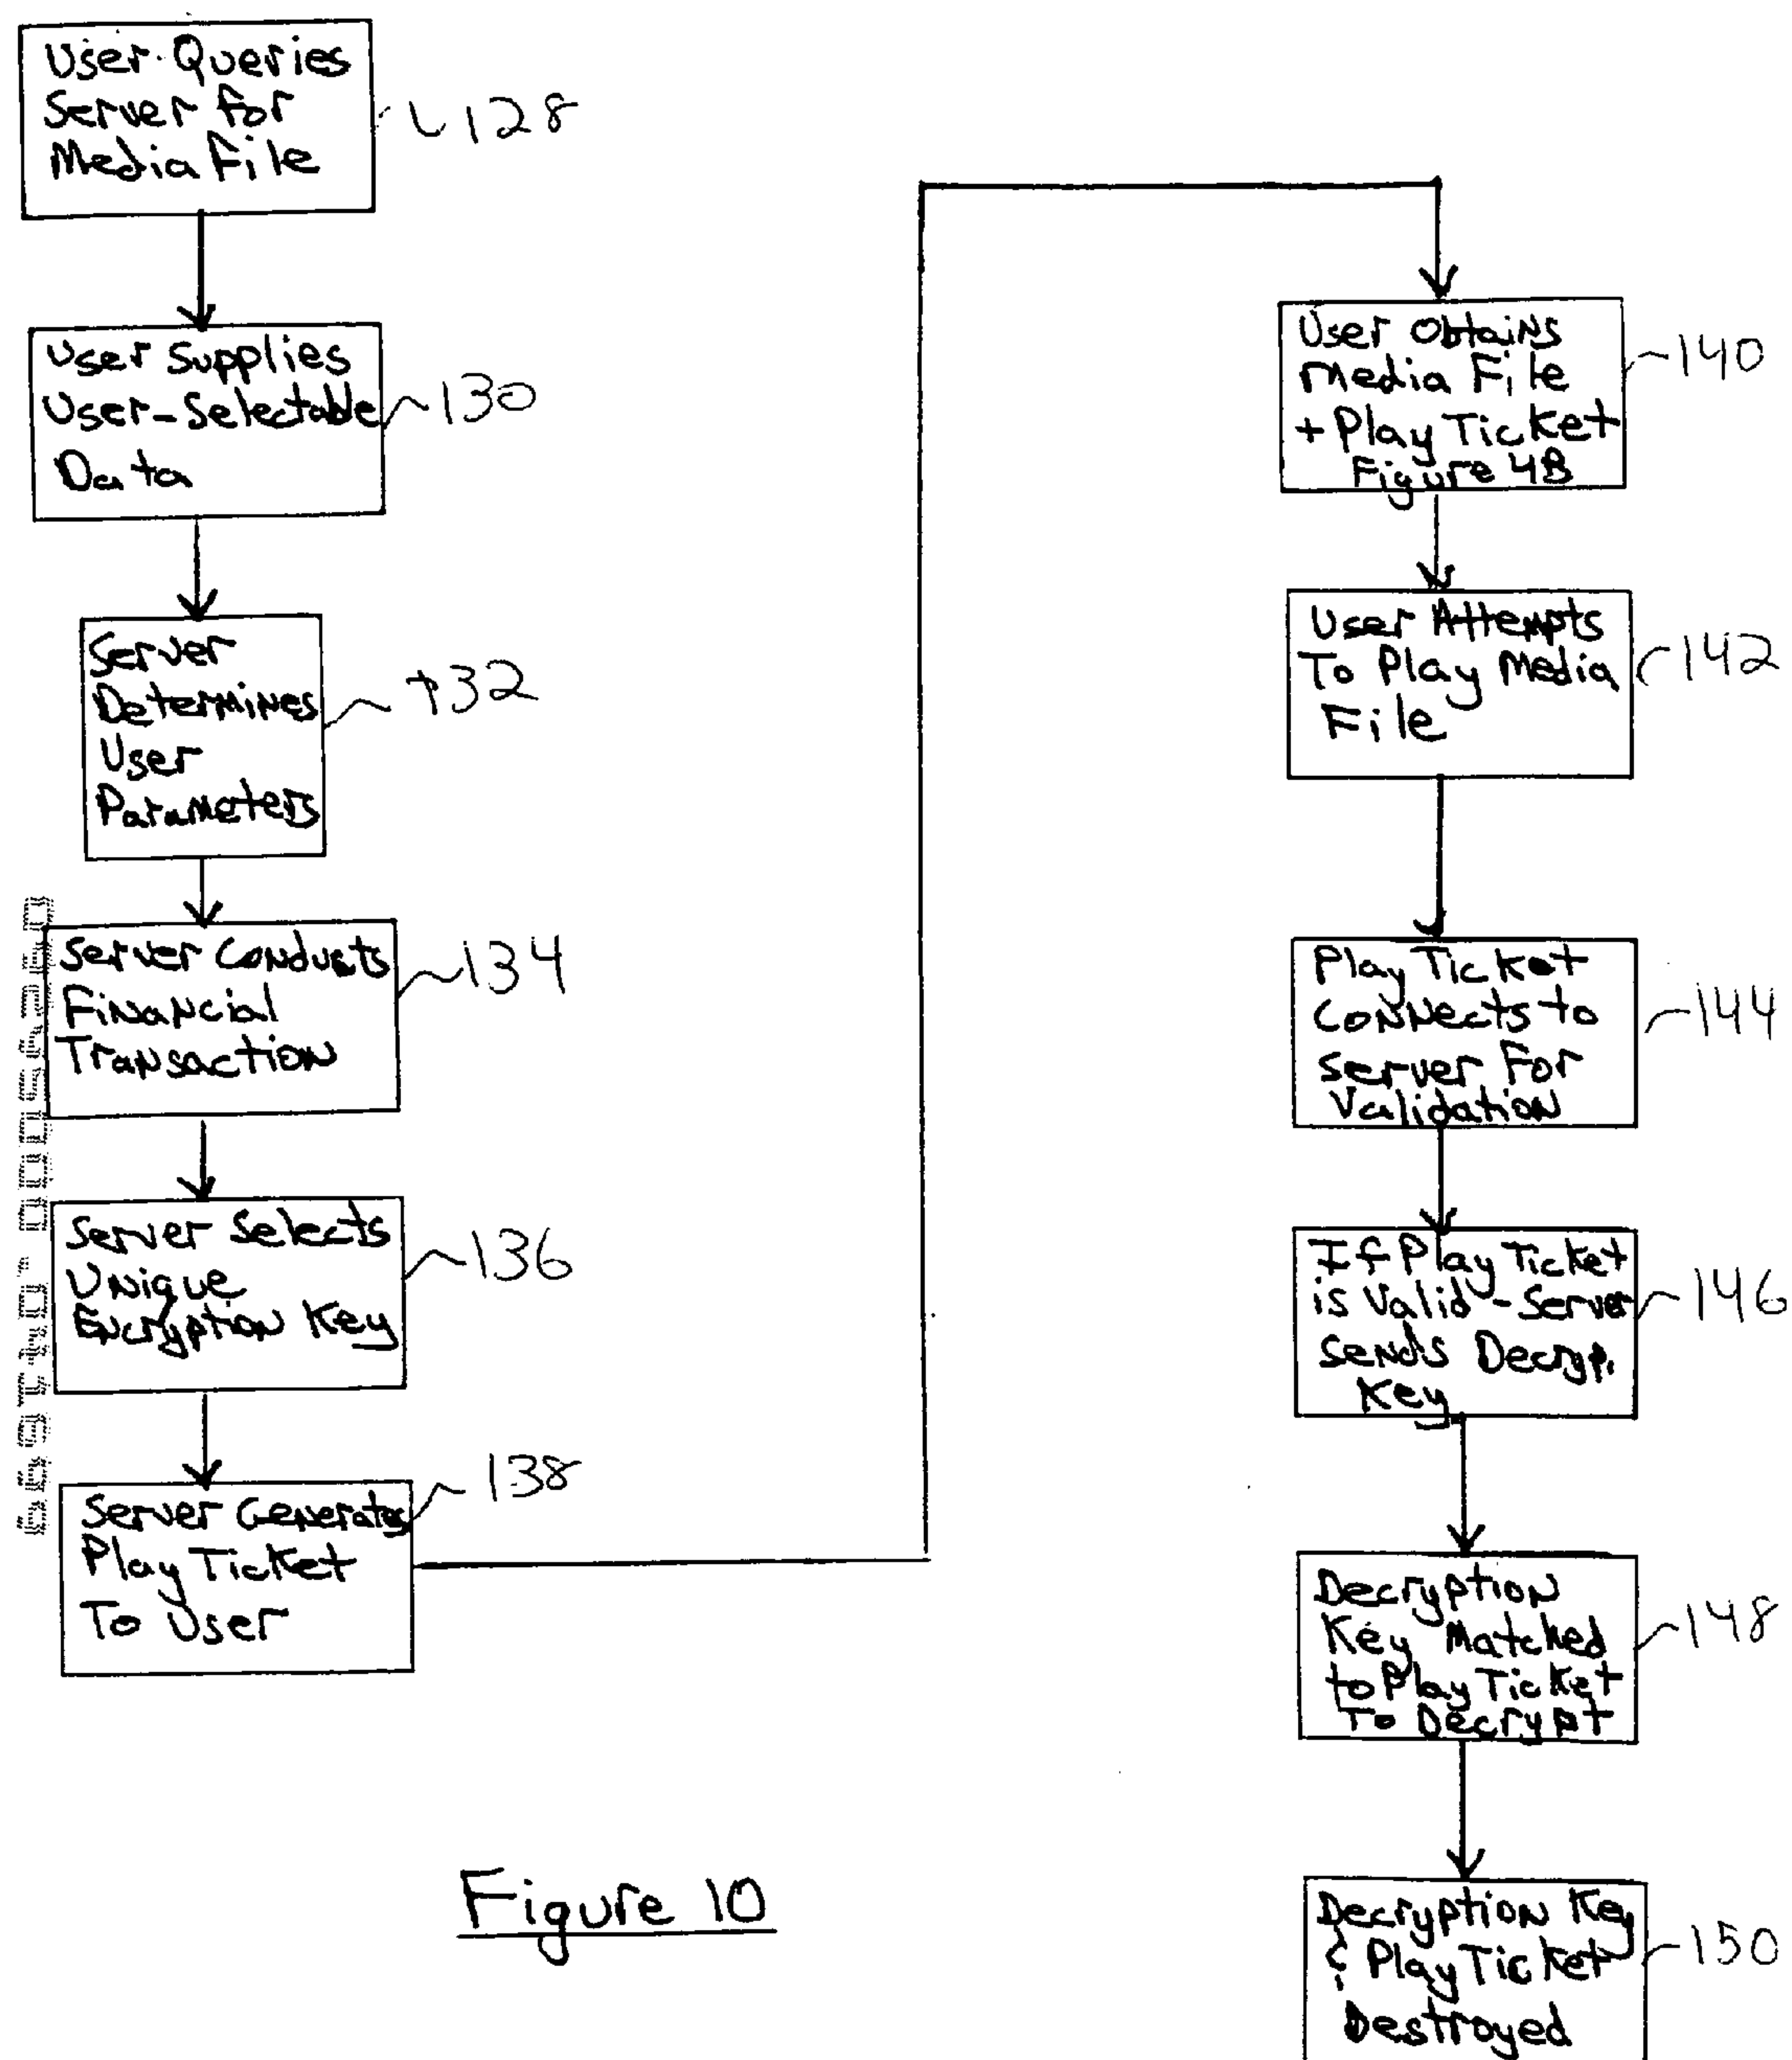 User Queries
Server for
Media File
128
User Supplies
User-Selectable
Data
130
Server
Determines
User
Parameters
132
Server Conducts
Financial
Transaction
134
Server Selects
Unique
Encryption Key
136
Server Generates
Play Ticket
To User
138
User Obtains
Media File
+ Play Ticket
Figure 4B
140
User Attempts
To Play Media
File
142
Play Ticket
Connects to
Server For
Validation
144
If Play Ticket
is Valid - Server
Sends Decryp.
Key
146
Decryption
Key Matched
to Play Ticket
To Decrypt
148
Decryption Key
& Play Ticket
Destroyed
150
Figure 10